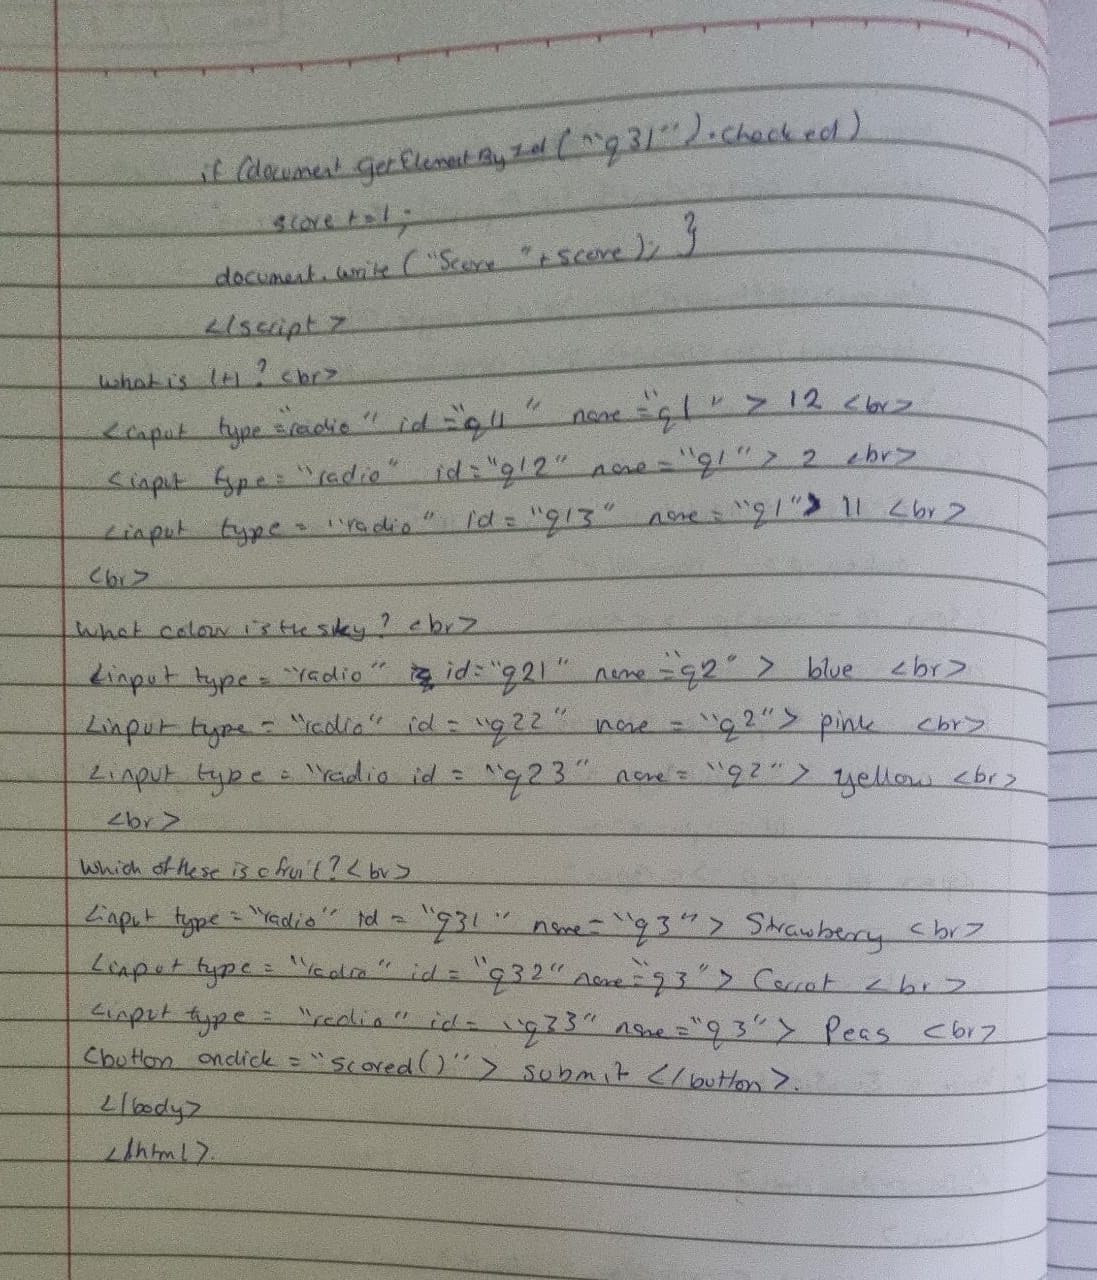 if (document getElement By Id ("q31").checked)
score +=1;
document.write ("Score "+score); }
</script>
What is 1+1 ? <br>
<input type ="radio" id ="q11" name ="q1" > 12 <br>
<input type = "radio" id = "q12" name = "q1" > 2 <br>
<input type = "radio" id = "q13" name = "q1"> 11 <br>
<br>
What colour is the sky ? <br>
<input type = "radio" id="q21" name ="q2" > blue <br>
<input type = "radio" id = "q22" name = "q2"> pink <br>
<input type = "radio id = "q23" name = "q2"> yellow <br>
<br>
Which of these is a fruit? <br>
<input type = "radio" id = "q31" name = "q3"> Strawberry <br>
<input type = "radio" id = "q32" name ="q3"> Carrot <br>
<input type = "radio" id = "q33" name ="q3"> Peas <br>
<button onclick = "scored()"> submit </button>.
</body>
</html>.